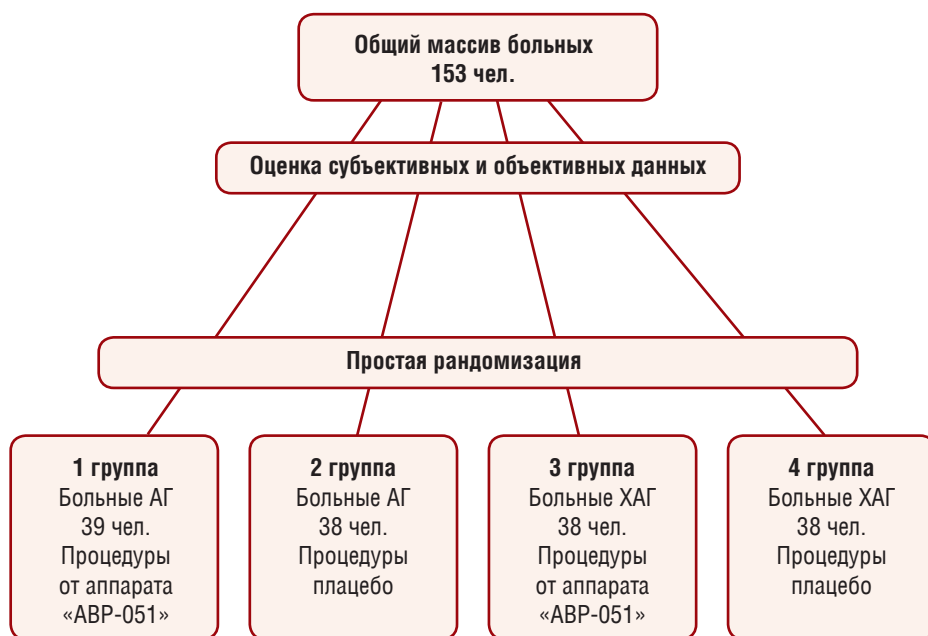 Общий массив больных
153 чел.
Оценка субъективных и объективных данных
Простая рандомизация
1 группа
Больные АГ
39 чел.
Процедуры
от аппарата
«АВР-051»
2 группа
Больные АГ
38 чел.
Процедуры
плацебо
3 группа
Больные ХАГ
38 чел.
Процедуры
от аппарата
«АВР-051»
4 группа
Больные ХАГ
38 чел.
Процедуры
плацебо